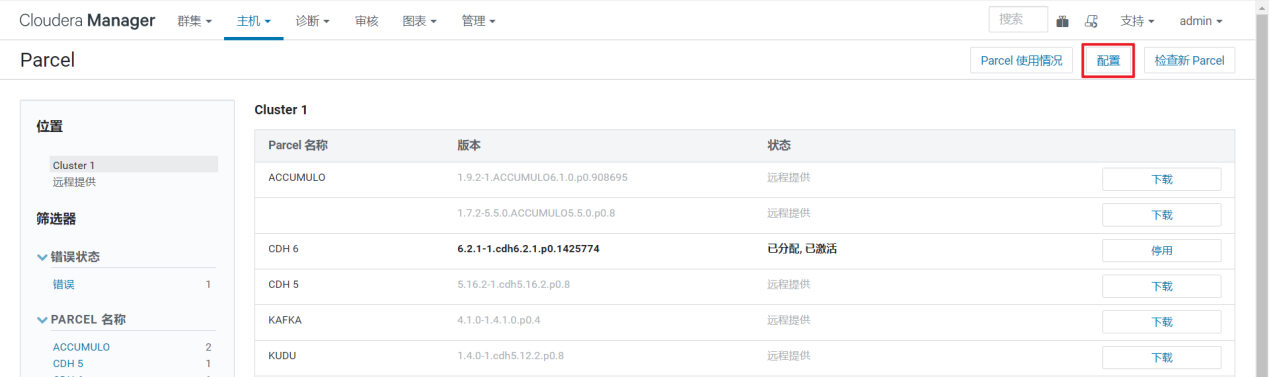 Cloudera Manager 群集 主机 诊断 审核 图表 管理 搜索 支持 admin
Parcel Parcel 使用情况 配置 检查新 Parcel
位置
Cluster 1
远程提供
筛选器
错误状态
错误 1
PARCEL 名称
ACCUMULO 2
CDH 5 1
Cluster 1
Parcel 名称 版本 状态
ACCUMULO 1.9.2-1.ACCUMULO6.1.0.p0.908695 远程提供 下载
1.7.2-5.5.0.ACCUMULO5.5.0.p0.8 远程提供 下载
CDH 6 6.2.1-1.cdh6.2.1.p0.1425774 已分配, 已激活 停用
CDH 5 5.16.2-1.cdh5.16.2.p0.8 远程提供 下载
KAFKA 4.1.0-1.4.1.0.p0.4 远程提供 下载
KUDU 1.4.0-1.cdh5.12.2.p0.8 远程提供 下载